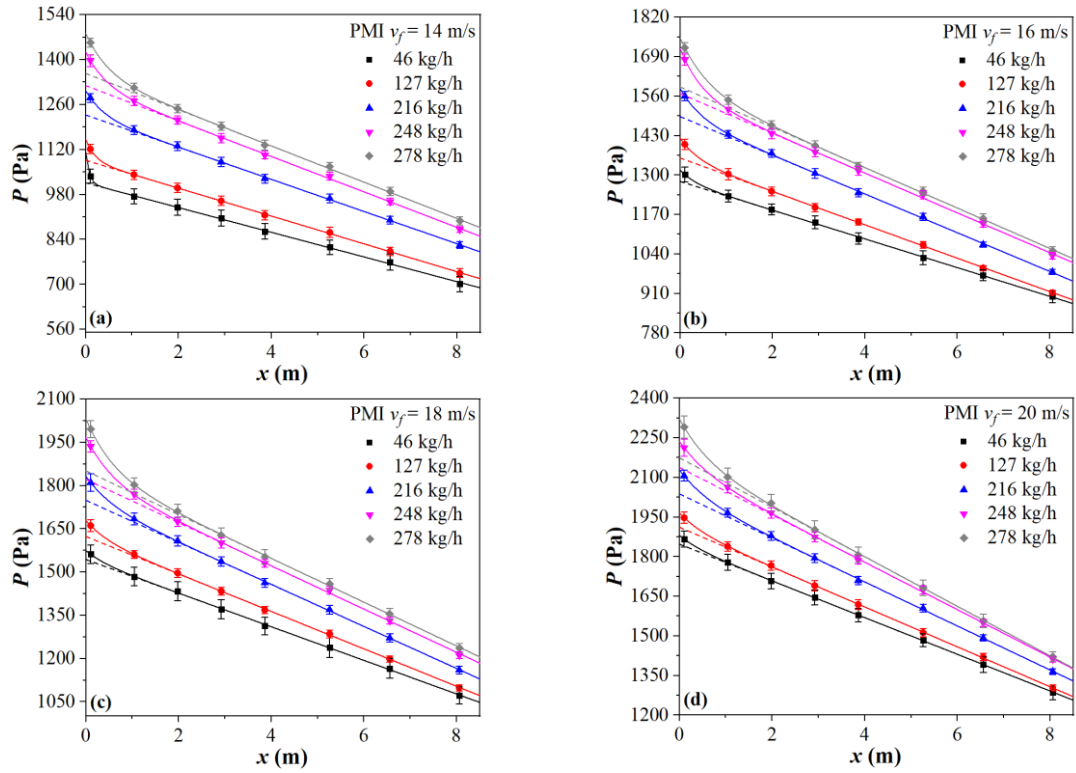 1540
1400
1260
1120
980
840
700
560
P (Pa)
PMI v_f = 14 m/s
46 kg/h
127 kg/h
216 kg/h
248 kg/h
278 kg/h
(a)
0 2 4 6 8
x (m)
1820
1690
1560
1430
1300
1170
1040
910
780
P (Pa)
PMI v_f = 16 m/s
46 kg/h
127 kg/h
216 kg/h
248 kg/h
278 kg/h
(b)
0 2 4 6 8
x (m)
2100
1950
1800
1650
1500
1350
1200
1050
P (Pa)
PMI v_f = 18 m/s
46 kg/h
127 kg/h
216 kg/h
248 kg/h
278 kg/h
(c)
0 2 4 6 8
x (m)
2400
2250
2100
1950
1800
1650
1500
1350
1200
P (Pa)
PMI v_f = 20 m/s
46 kg/h
127 kg/h
216 kg/h
248 kg/h
278 kg/h
(d)
0 2 4 6 8
x (m)